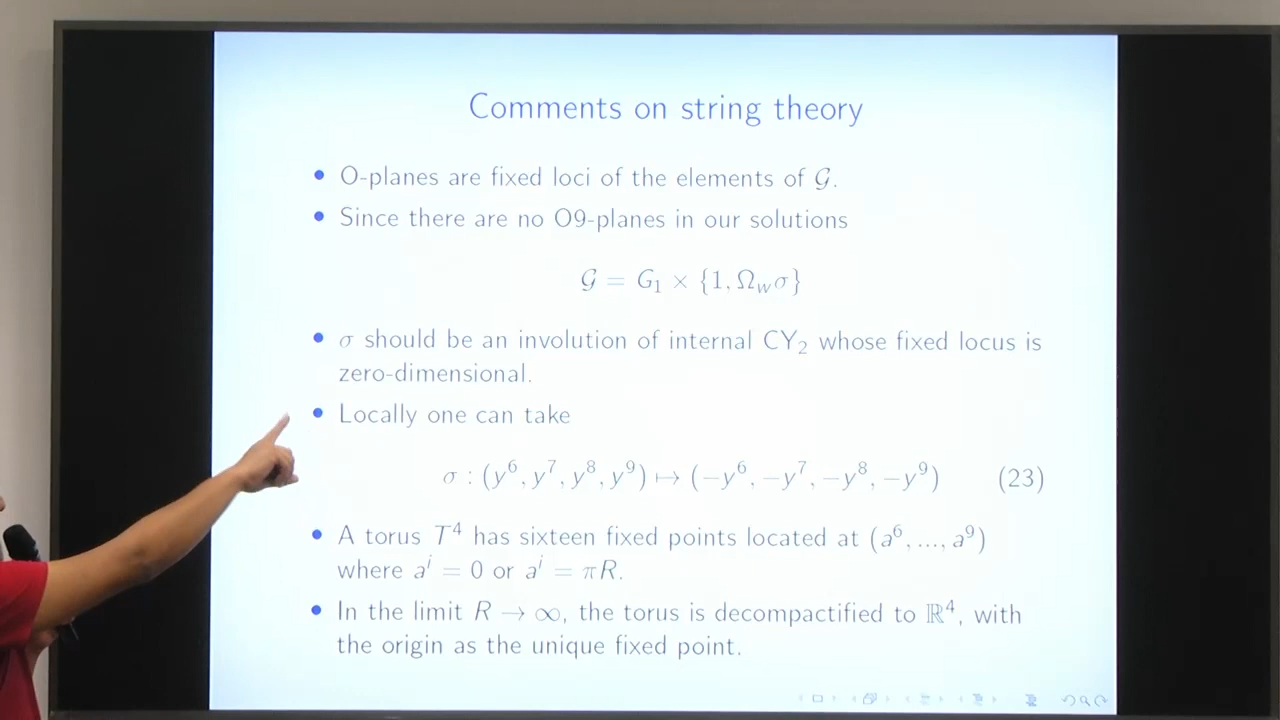 Comments on string theory
• O-planes are fixed loci of the elements of 𝒢.
• Since there are no O9-planes in our solutions
𝒢 = G₁ × {1, Ω_w σ}
• σ should be an involution of internal CY₂ whose fixed locus is
zero-dimensional.
• Locally one can take
σ : (y⁶, y⁷, y⁸, y⁹) ↦ (−y⁶, −y⁷, −y⁸, −y⁹) (23)
• A torus T⁴ has sixteen fixed points located at (a⁶, ..., a⁹)
where aⁱ = 0 or aⁱ = πR.
• In the limit R → ∞, the torus is decompactified to ℝ⁴, with
the origin as the unique fixed point.